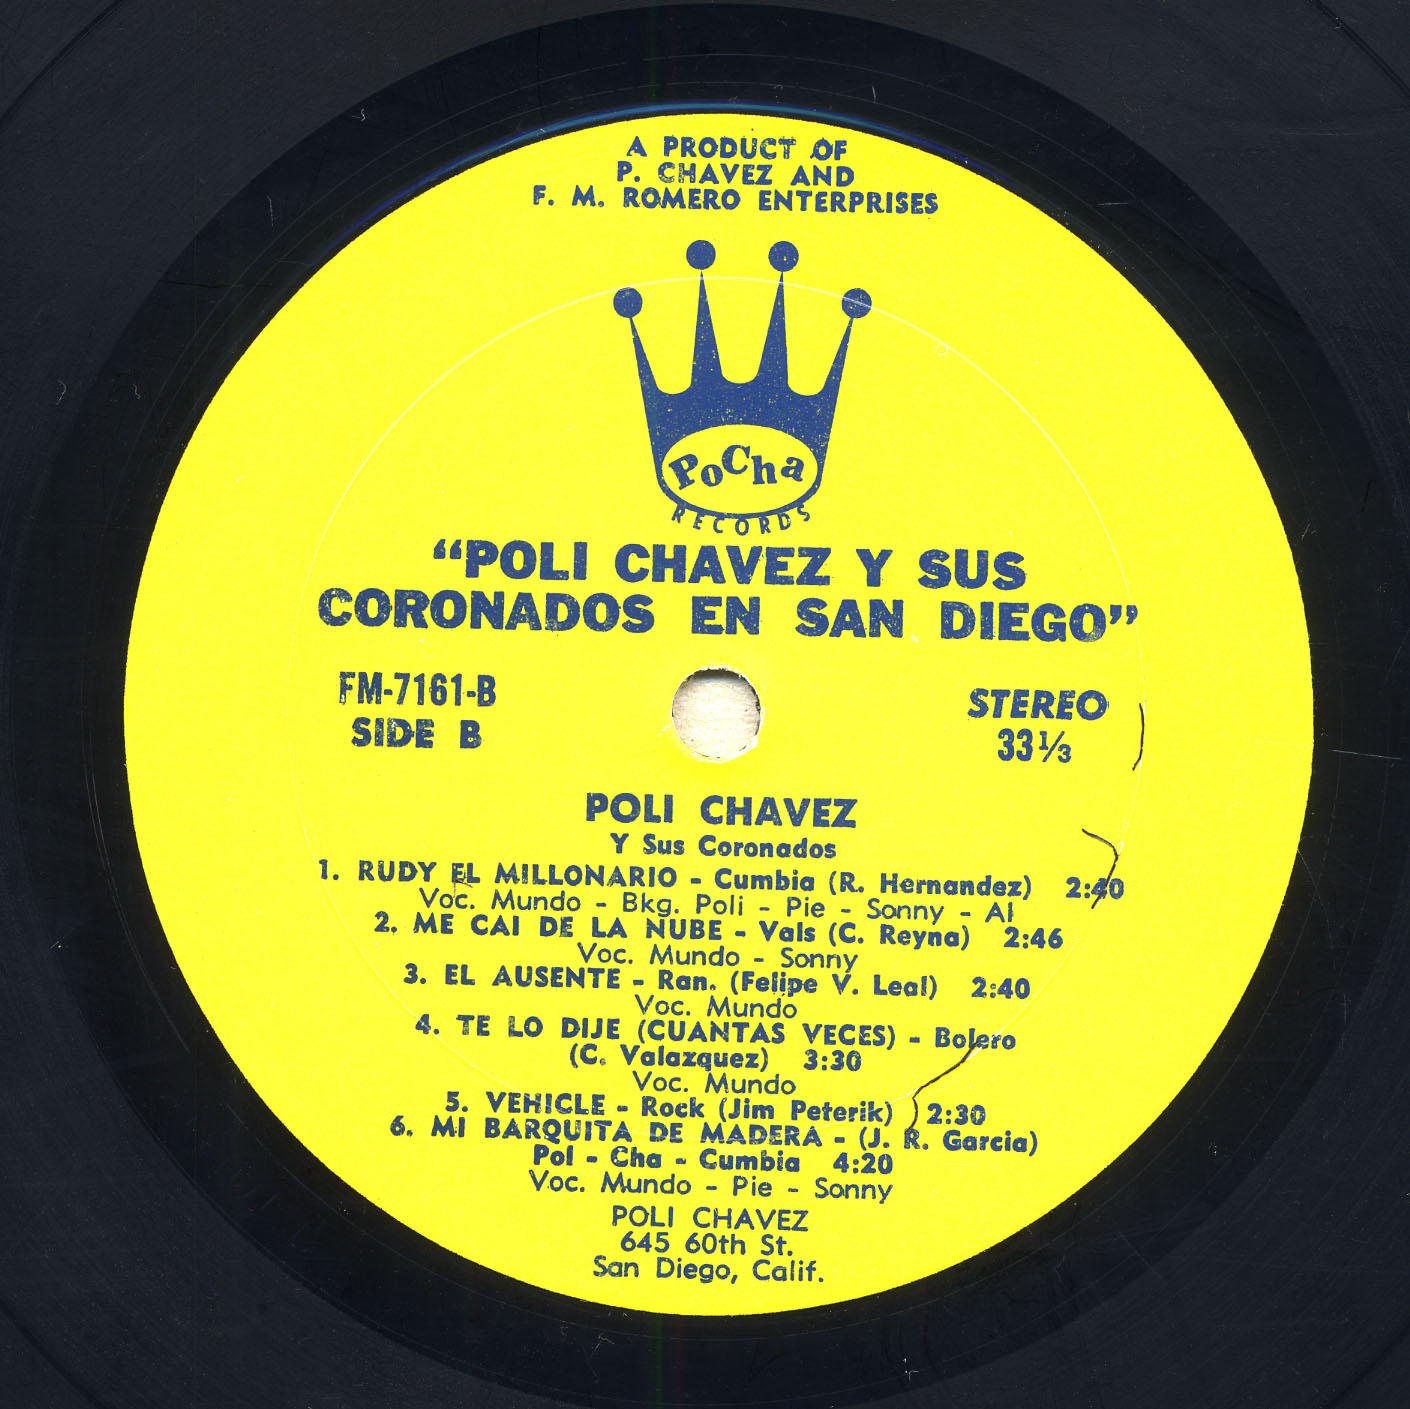 A PRODUCT OF
P. CHAVEZ AND
F. M. ROMERO ENTERPRISES
PoCha
RECORDS
“POLI CHAVEZ Y SUS
CORONADOS EN SAN DIEGO”
FM-7161-B
SIDE B
STEREO
33⅓
POLI CHAVEZ
Y Sus Coronados
1. RUDY EL MILLONARIO - Cumbia (R. Hernandez) 2:40
Voc. Mundo - Bkg. Poli - Pie - Sonny - Al
2. ME CAI DE LA NUBE - Vals (C. Reyna) 2:46
Voc. Mundo - Sonny
3. EL AUSENTE - Ran. (Felipe V. Leal) 2:40
Voc. Mundo
4. TE LO DIJE (CUANTAS VECES) - Bolero
(C. Valazquez) 3:30
Voc. Mundo
5. VEHICLE - Rock (Jim Peterik) 2:30
6. MI BARQUITA DE MADERA - (J. R. Garcia)
Pol - Cha - Cumbia 4:20
Voc. Mundo - Pie - Sonny
POLI CHAVEZ
645 60th St.
San Diego, Calif.